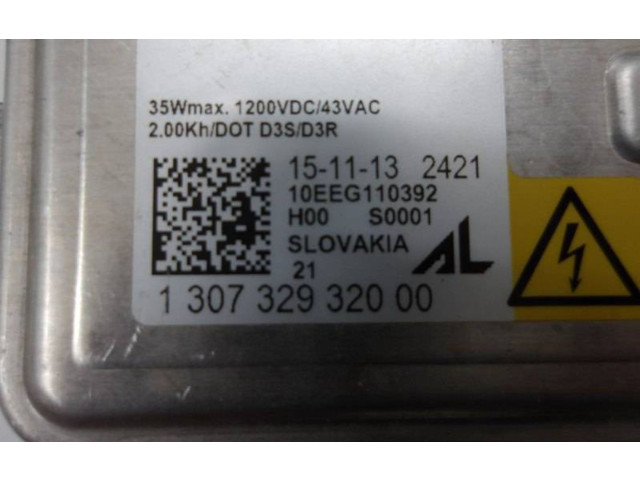 35Wmax. 1200VDC/43VAC
2.00Kh/DOT D3S/D3R
15-11-13 2421
10EEG110392
H00 S0001
SLOVAKIA
21
AL
1 307 329 320 00